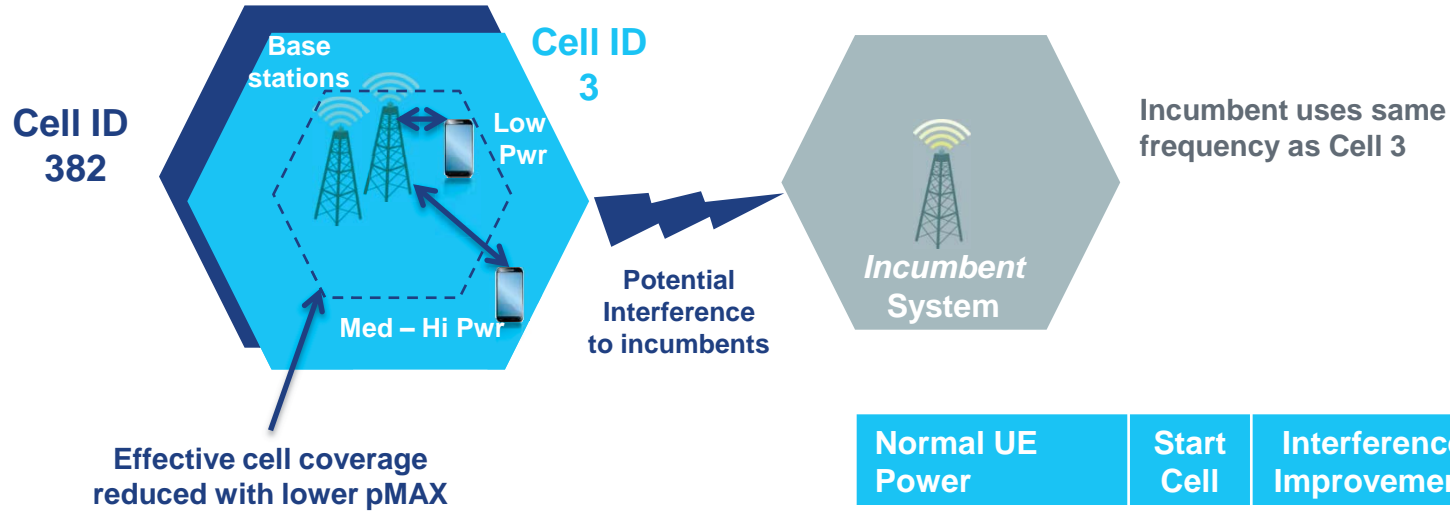 Base
stations
Cell ID
3
Cell ID
382
Low
Pwr
Med – Hi Pwr
Potential
Interference
to incumbents
Incumbent
System
Incumbent uses same
frequency as Cell 3
Effective cell coverage
reduced with lower pMAX
Normal UE
Power
Start
Cell
Interference
Improvemen